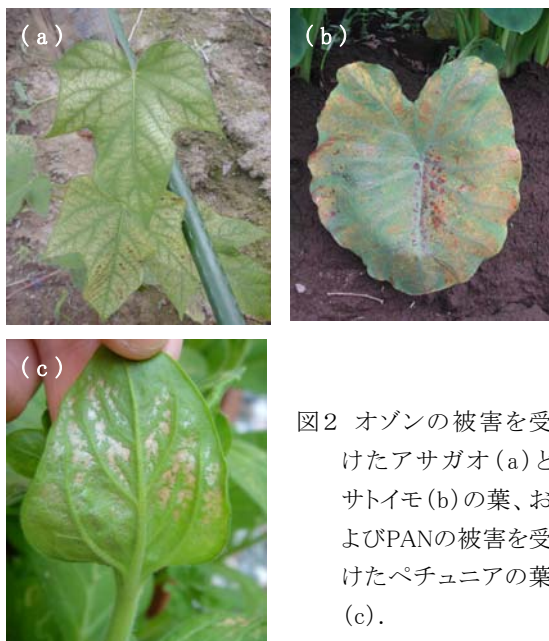 (a)
(b)
(c)
図2 オゾンの被害を受
けたアサガオ(a)と
サトイモ(b)の葉、お
よびPANの被害を受
けたペチュニアの葉
(c).